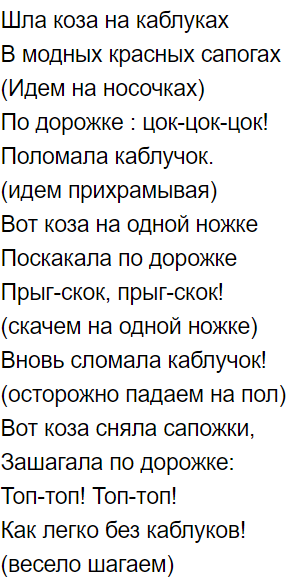 Шла коза на каблуках
В модных красных сапогах
(Идем на носочках)
По дорожке : цок-цок-цок!
Поломала каблучок.
(идем прихрамывая)
Вот коза на одной ножке
Поскакала по дорожке
Прыг-скок, прыг-скок!
(скачем на одной ножке)
Вновь сломала каблучок!
(осторожно падаем на пол)
Вот коза сняла сапожки,
Зашагала по дорожке:
Топ-топ! Топ-топ!
Как легко без каблуков!
(весело шагаем)